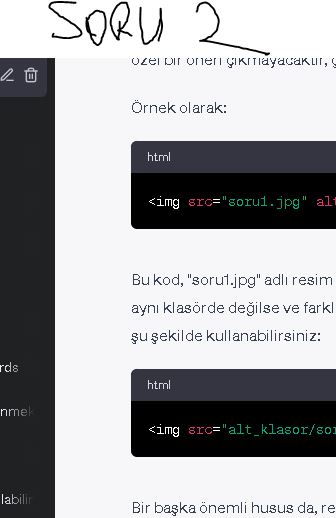 SORU 2
özel bir öneri çıkmayacaktır,
Örnek olarak:
html
<img src="soru1.jpg" alt
Bu kod, "soru1.jpg" adlı resim
aynı klasörde değilse ve farkl
şu şekilde kullanabilirsiniz:
rds
html
nmek
<img src="alt_klasor/sor
labilir
Bir başka önemli husus da, re